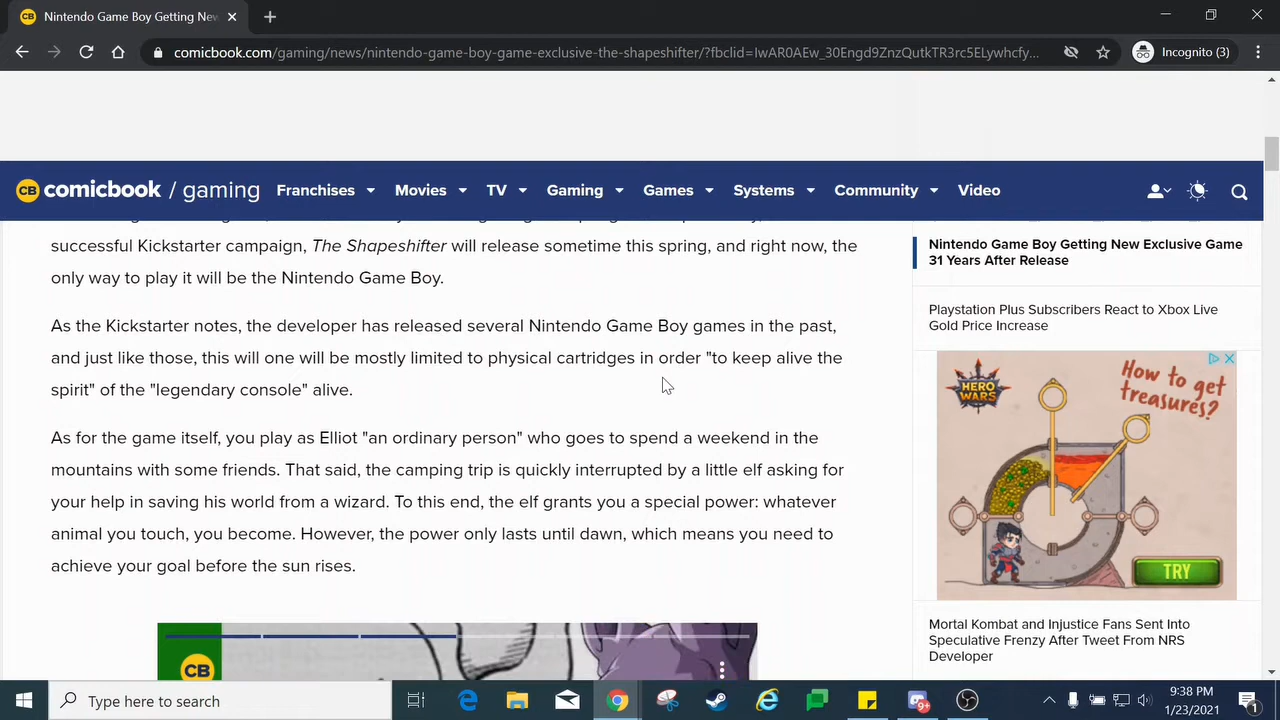 Nintendo Game Boy Getting New
comicbook.com/gaming/news/nintendo-game-boy-game-exclusive-the-shapeshifter/?fbclid=IwAR0AEw_30Engd9ZnzQutkTR3rc5ELywhcfy...
Incognito (3)
CB comicbook / gaming Franchises Movies TV Gaming Games Systems Community Video
successful Kickstarter campaign, The Shapeshifter will release sometime this spring, and right now, the
only way to play it will be the Nintendo Game Boy.
As the Kickstarter notes, the developer has released several Nintendo Game Boy games in the past,
and just like those, this will one will be mostly limited to physical cartridges in order "to keep alive the
spirit" of the "legendary console" alive.
As for the game itself, you play as Elliot "an ordinary person" who goes to spend a weekend in the
mountains with some friends. That said, the camping trip is quickly interrupted by a little elf asking for
your help in saving his world from a wizard. To this end, the elf grants you a special power: whatever
animal you touch, you become. However, the power only lasts until dawn, which means you need to
achieve your goal before the sun rises.
CB
Nintendo Game Boy Getting New Exclusive Game
31 Years After Release
Playstation Plus Subscribers React to Xbox Live
Gold Price Increase
HERO
WARS
How to get
treasures?
TRY
Mortal Kombat and Injustice Fans Sent Into
Speculative Frenzy After Tweet From NRS
Developer
Type here to search
9+
9:38 PM
1/23/2021
1